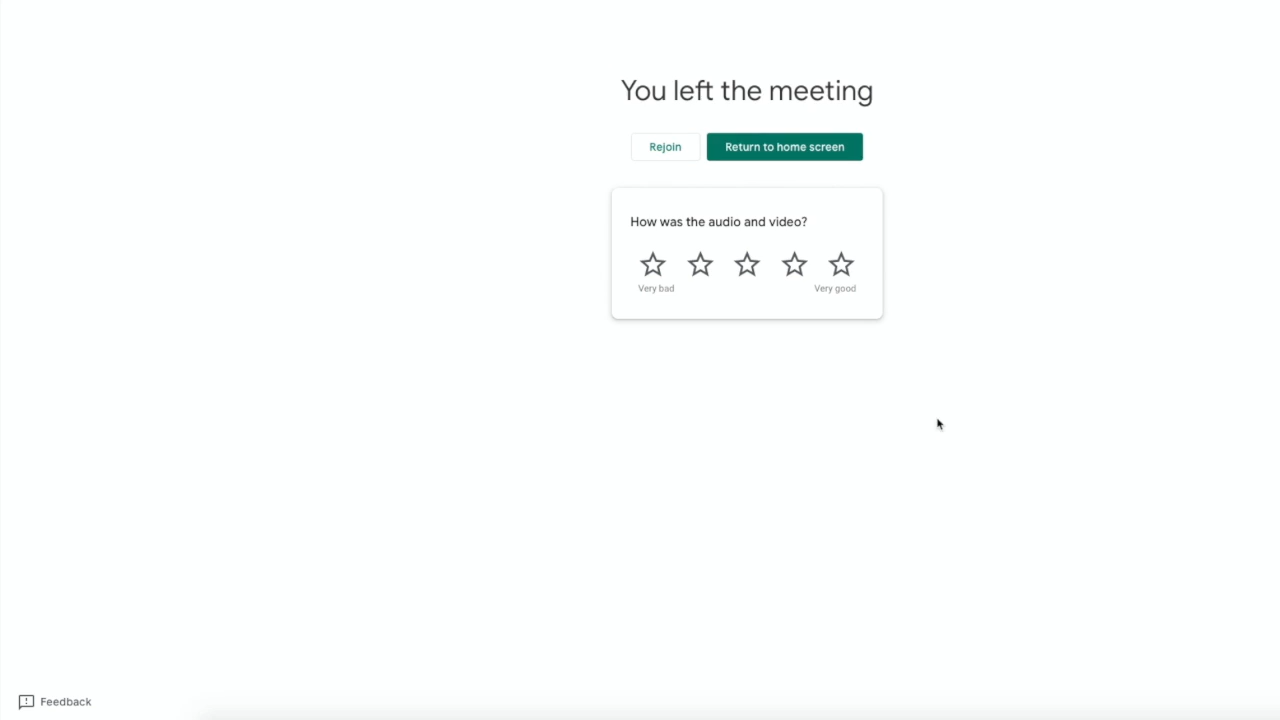 You left the meeting
Rejoin
Return to home screen
How was the audio and video?
Very bad
Very good
Feedback